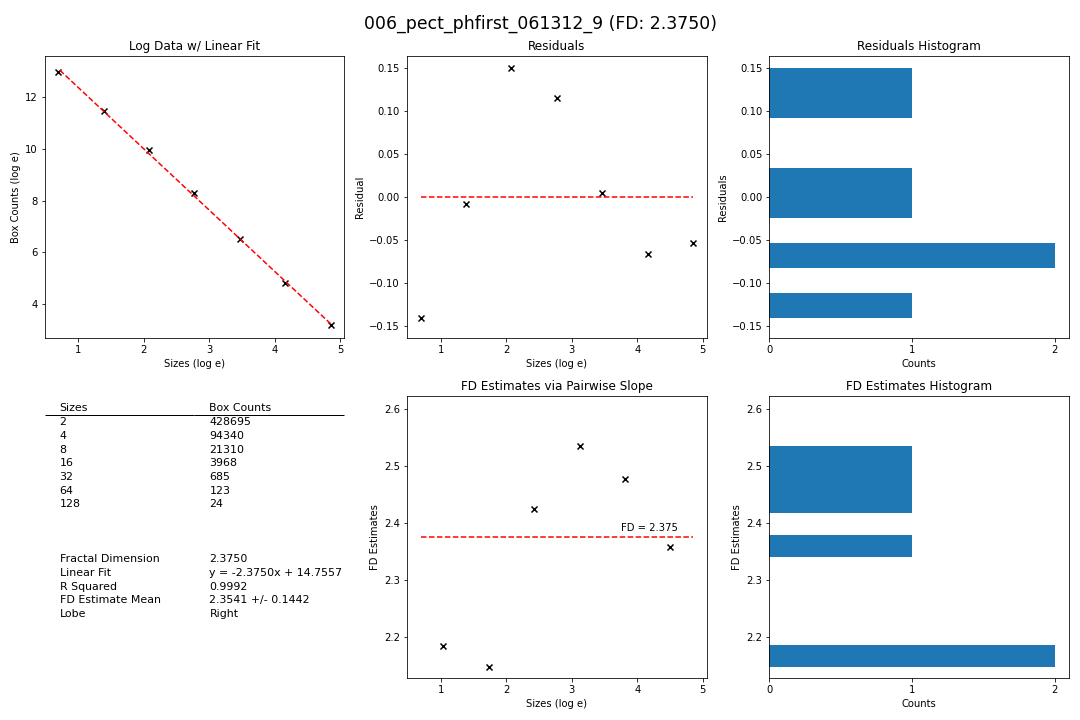 006_pect_phfirst_061312_9 (FD: 2.3750)
Log Data w/ Linear Fit
Box Counts (log e)
12
10
8
6
4
1
2
3
4
5
Sizes (log e)
Residuals
Residual
0.15
0.10
0.05
0.00
−0.05
−0.10
−0.15
1
2
3
4
5
Sizes (log e)
Residuals Histogram
Residuals
0.15
0.10
0.05
0.00
−0.05
−0.10
−0.15
0
1
2
Counts
Sizes Box Counts
2 428695
4 94340
8 21310
16 3968
32 685
64 123
128 24
Fractal Dimension 2.3750
Linear Fit y = -2.3750x + 14.7557
R Squared 0.9992
FD Estimate Mean 2.3541 +/- 0.1442
Lobe Right
FD Estimates via Pairwise Slope
FD Estimates
2.6
2.5
2.4
2.3
2.2
FD = 2.375
1
2
3
4
5
Sizes (log e)
FD Estimates Histogram
FD Estimates
2.6
2.5
2.4
2.3
2.2
0
1
2
Counts